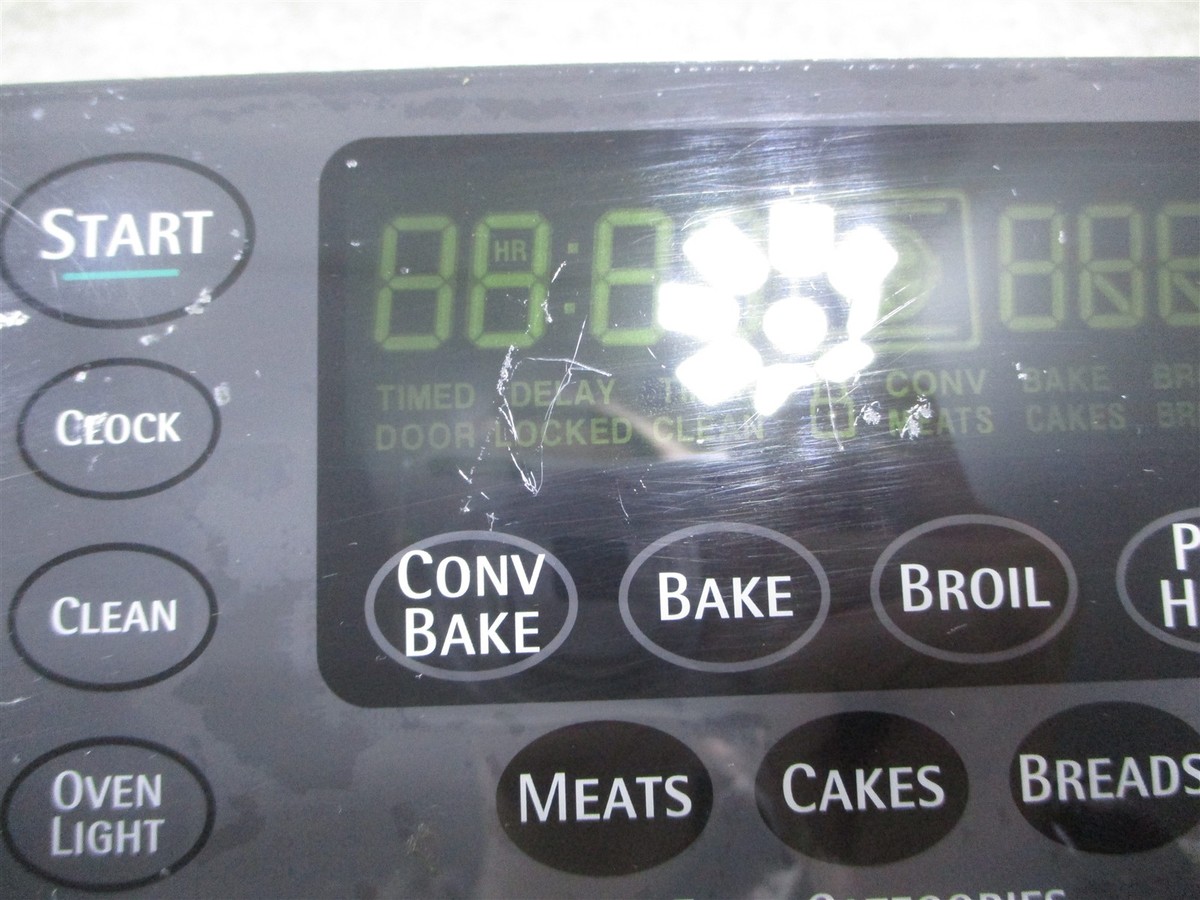 START
HR
TIMED DELAY
CONV BAKE
DOOR LOCKED CLEAN
MEATS CAKES
CLOCK
CONV
BAKE
BAKE
BROIL
CLEAN
OVEN
LIGHT
MEATS
CAKES
BREADS